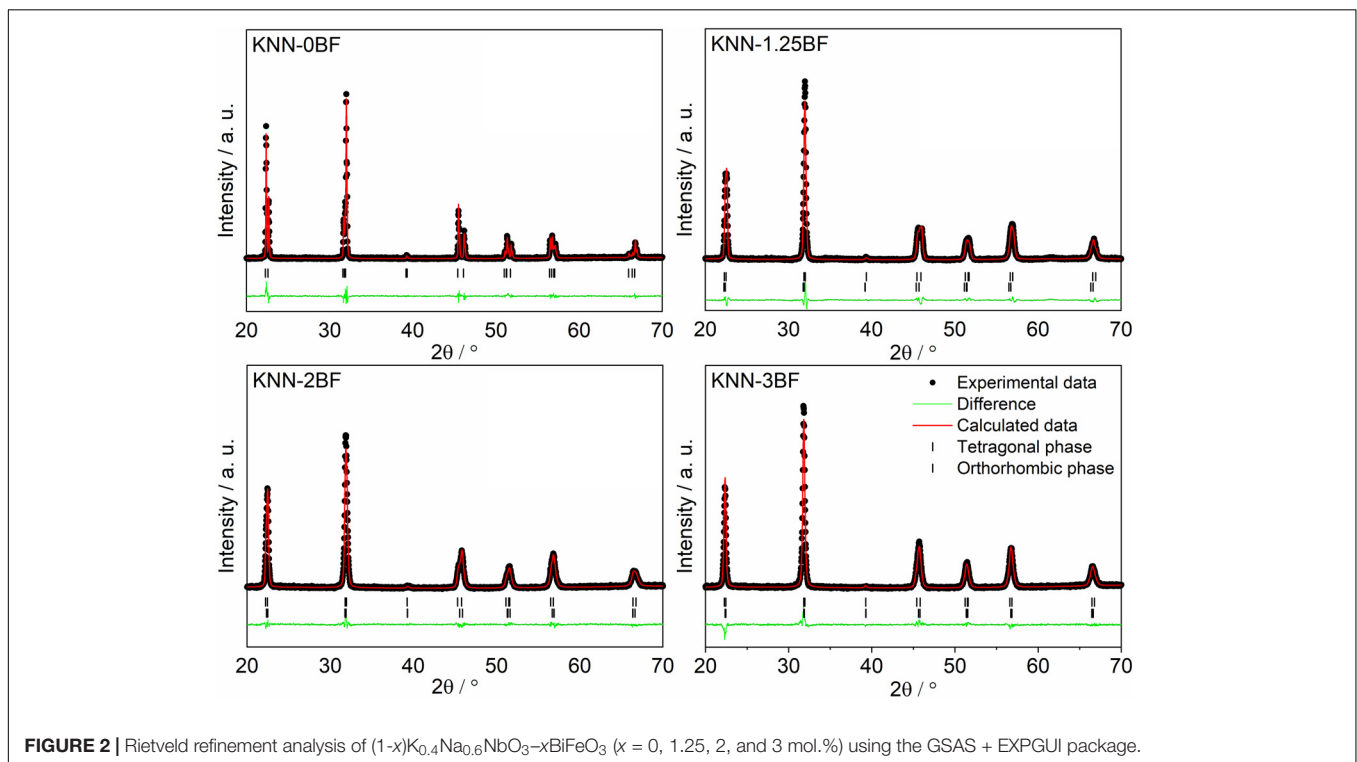 KNN-0BF
Intensity / a. u.
20 30 40 50 60 70
2θ / °
KNN-1.25BF
Intensity / a. u.
20 30 40 50 60 70
2θ / °
KNN-2BF
Intensity / a. u.
20 30 40 50 60 70
2θ / °
KNN-3BF
Experimental data
Difference
Calculated data
Tetragonal phase
Orthorhombic phase
Intensity / a. u.
20 30 40 50 60 70
2θ / °
FIGURE 2 | Rietveld refinement analysis of (1-x)K₀.₄Na₀.₆NbO₃–xBiFeO₃ (x = 0, 1.25, 2, and 3 mol.%) using the GSAS + EXPGUI package.